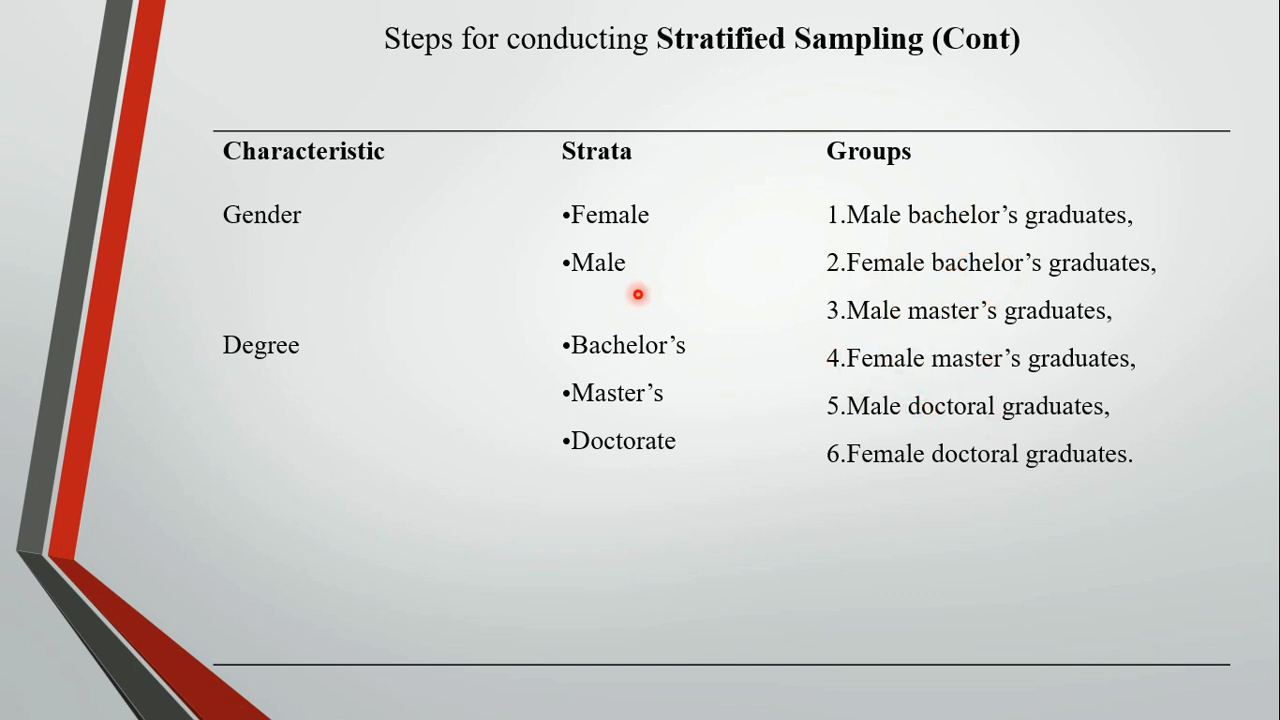 Steps for conducting Stratified Sampling (Cont)
Characteristic Strata Groups
Gender •Female 1.Male bachelor’s graduates,
•Male 2.Female bachelor’s graduates,
3.Male master’s graduates,
Degree •Bachelor’s 4.Female master’s graduates,
•Master’s 5.Male doctoral graduates,
•Doctorate 6.Female doctoral graduates.